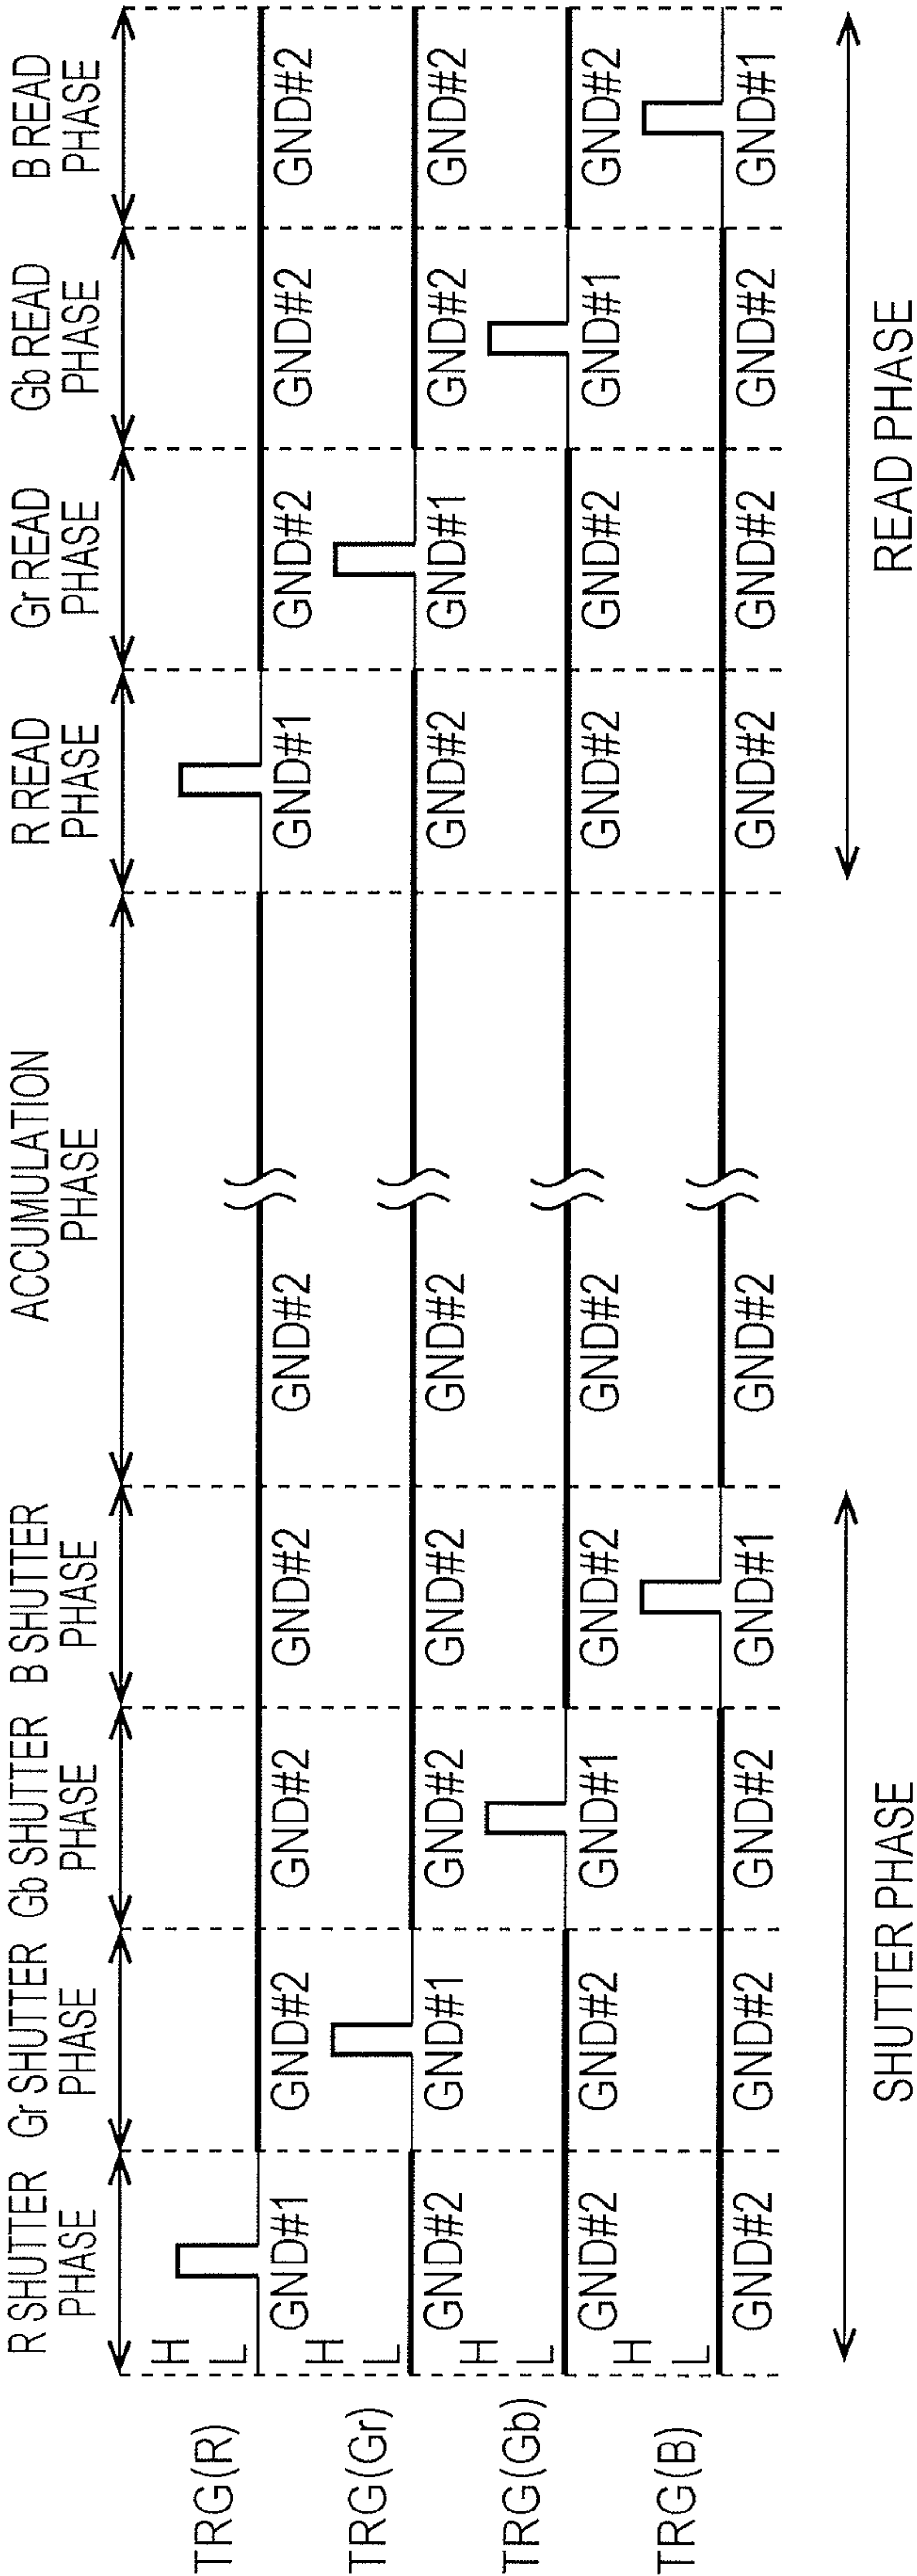 R SHUTTER
PHASE
Gr SHUTTER
PHASE
Gb SHUTTER
PHASE
B SHUTTER
PHASE
ACCUMULATION
PHASE
R READ
PHASE
Gr READ
PHASE
Gb READ
PHASE
B READ
PHASE
TRG(R)
H
L
GND#1
GND#2
GND#2
GND#2
GND#2
GND#1
GND#2
GND#2
GND#2
TRG(Gr)
H
L
GND#2
GND#1
GND#2
GND#2
GND#2
GND#2
GND#1
GND#2
GND#2
TRG(Gb)
H
L
GND#2
GND#2
GND#1
GND#2
GND#2
GND#2
GND#2
GND#1
GND#2
TRG(B)
H
L
GND#2
GND#2
GND#2
GND#1
GND#2
GND#2
GND#2
GND#2
GND#1
SHUTTER PHASE
READ PHASE